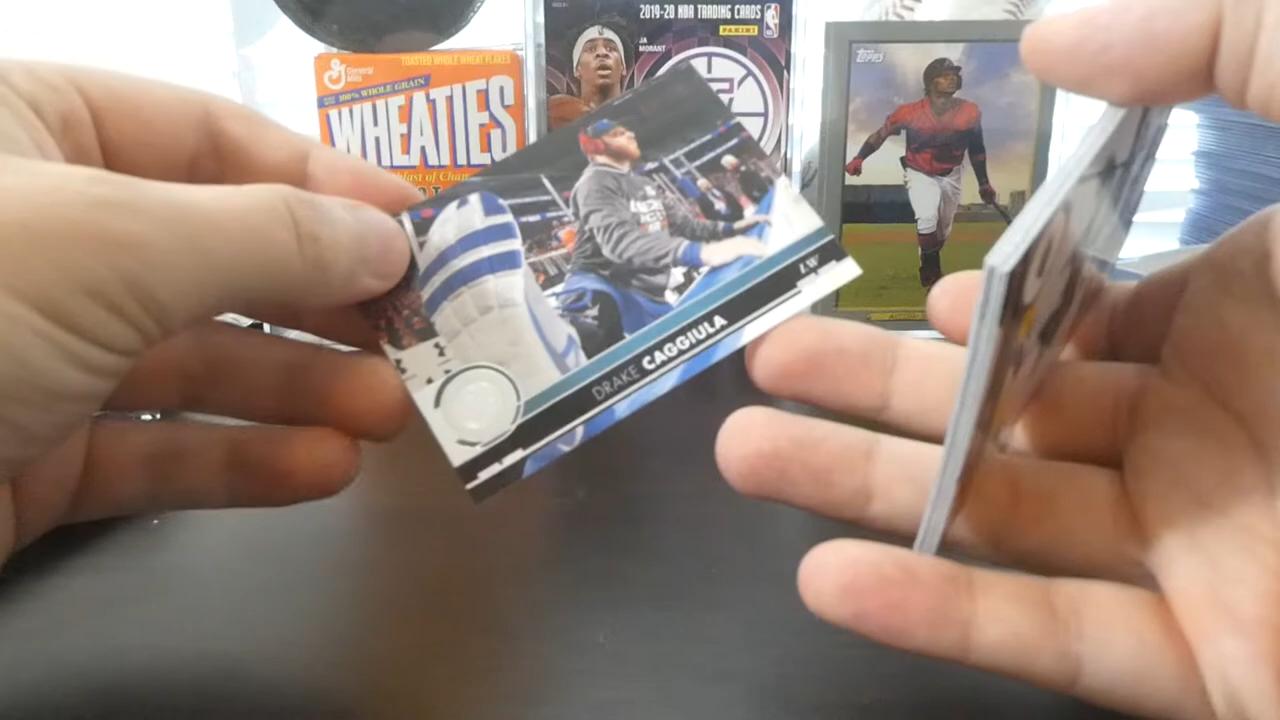 2019-20 NBA TRADING CARDS
PANINI
JA
MORANT
TOASTED WHOLE WHEAT FLAKES
General
Mills
100% WHOLE GRAIN
WHEATIES
Topps
LW
DRAKE CAGGIULA